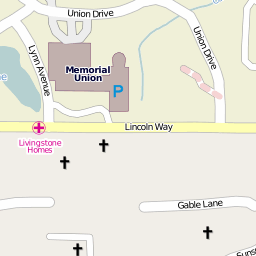 Union Drive
Lynn Avenue
Memorial
Union
Union Drive
P
Lincoln Way
Livingstone
Homes
Gable Lane